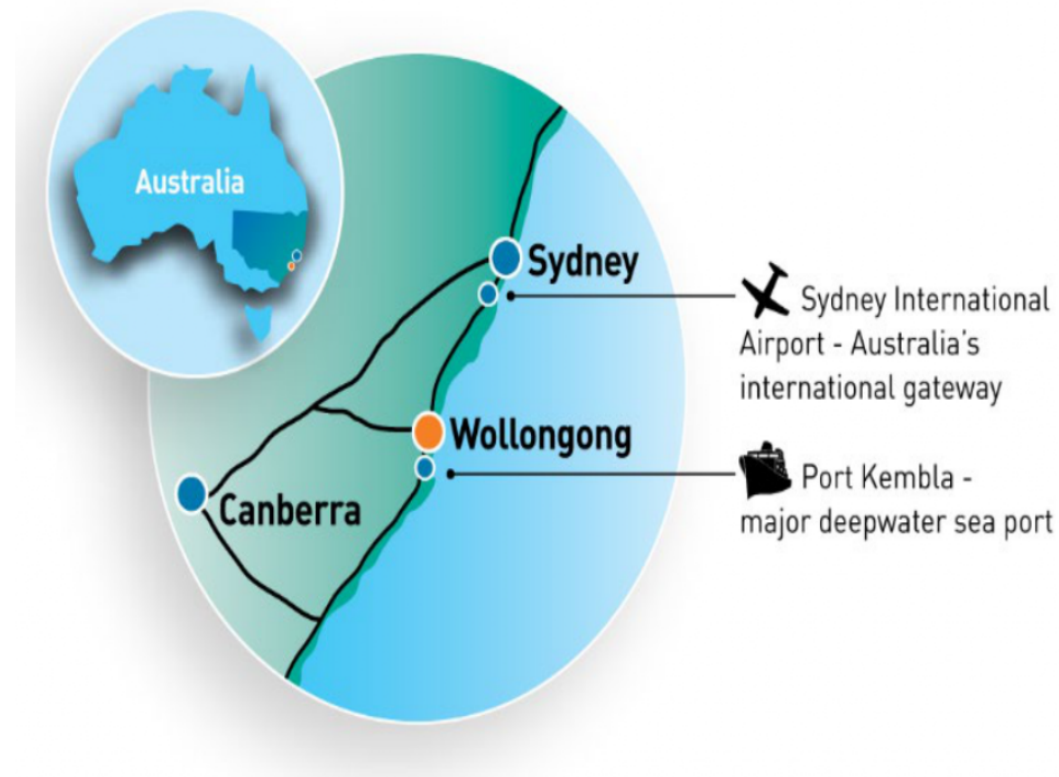 Australia
Sydney
Sydney International
Airport - Australia's
international gateway
Wollongong
Port Kembla -
major deepwater sea port
Canberra